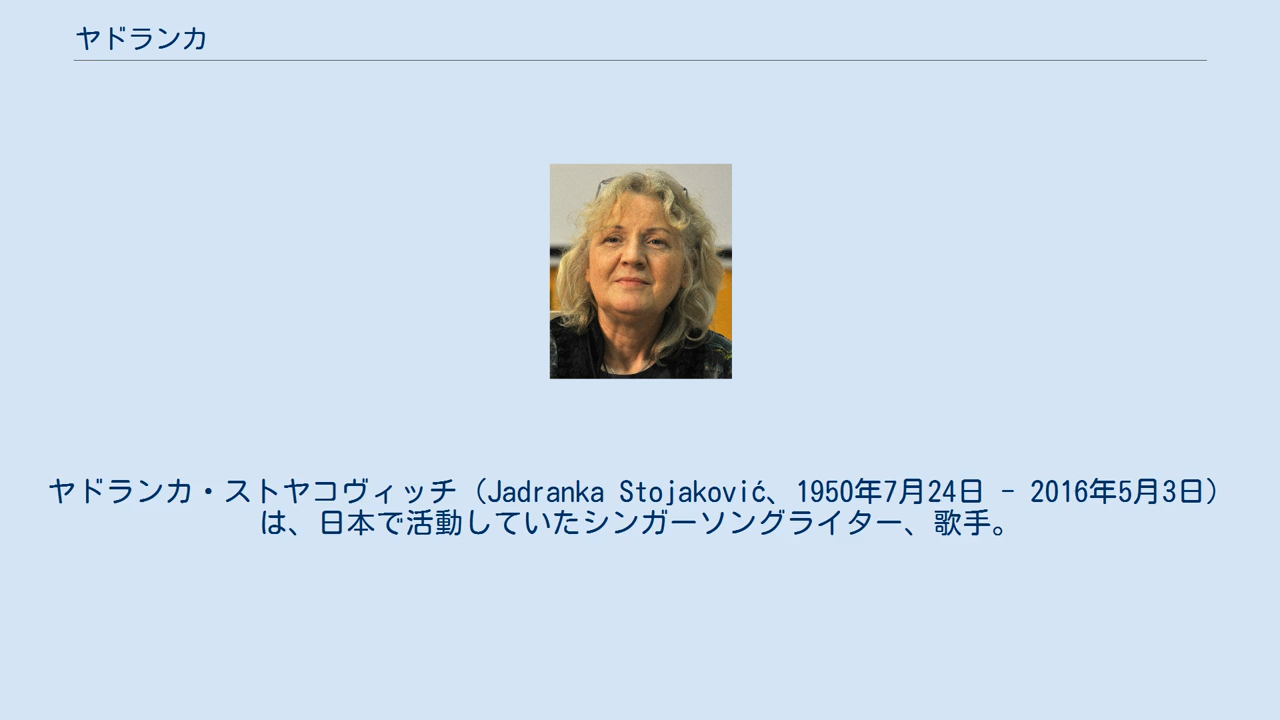 ヤドランカ
ヤドランカ・ストヤコヴィッチ（Jadranka Stojaković、1950年7月24日 - 2016年5月3日）
は、日本で活動していたシンガーソングライター、歌手。